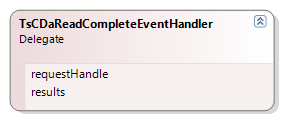 TsCDaReadCompleteEventHandler
Delegate
requestHandle
results